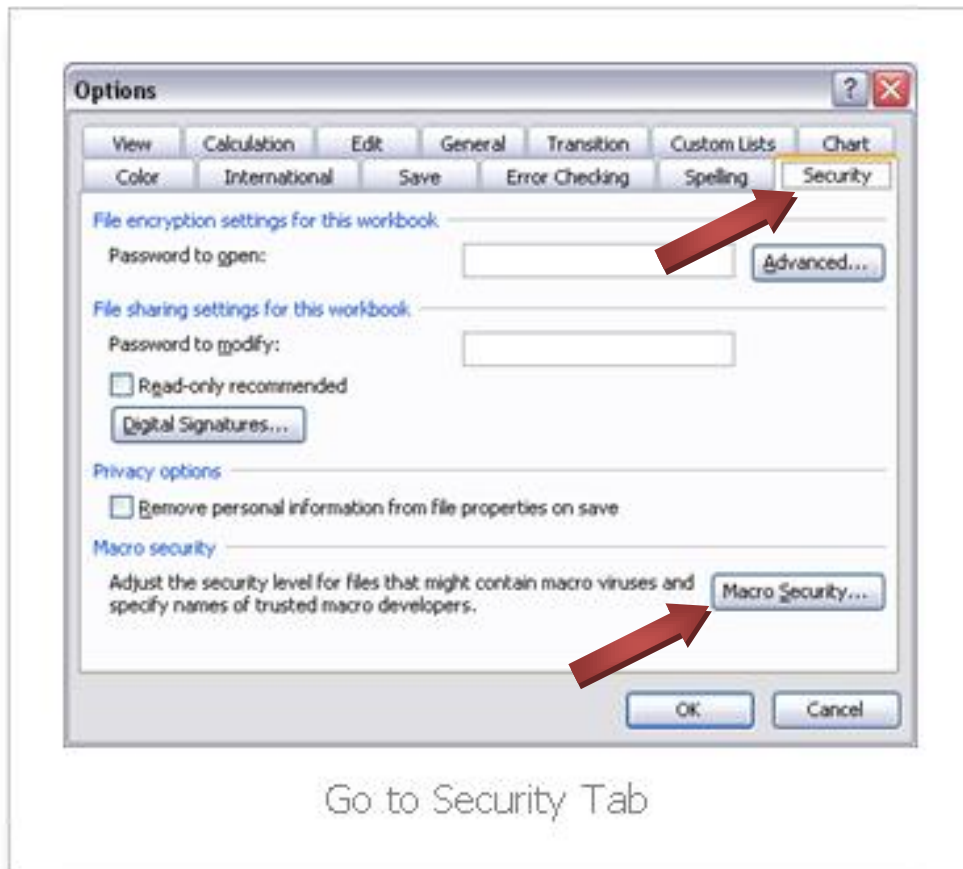 Options
?
View Calculation Edit General Transition Custom Lists Chart
Color International Save Error Checking Spelling Security
File encryption settings for this workbook
Password to open:
Advanced...
File sharing settings for this workbook
Password to modify:
Read-only recommended
Digital Signatures...
Privacy options
Remove personal information from file properties on save
Macro security
Adjust the security level for files that might contain macro viruses and
specify names of trusted macro developers.
Macro Security...
OK Cancel
Go to Security Tab